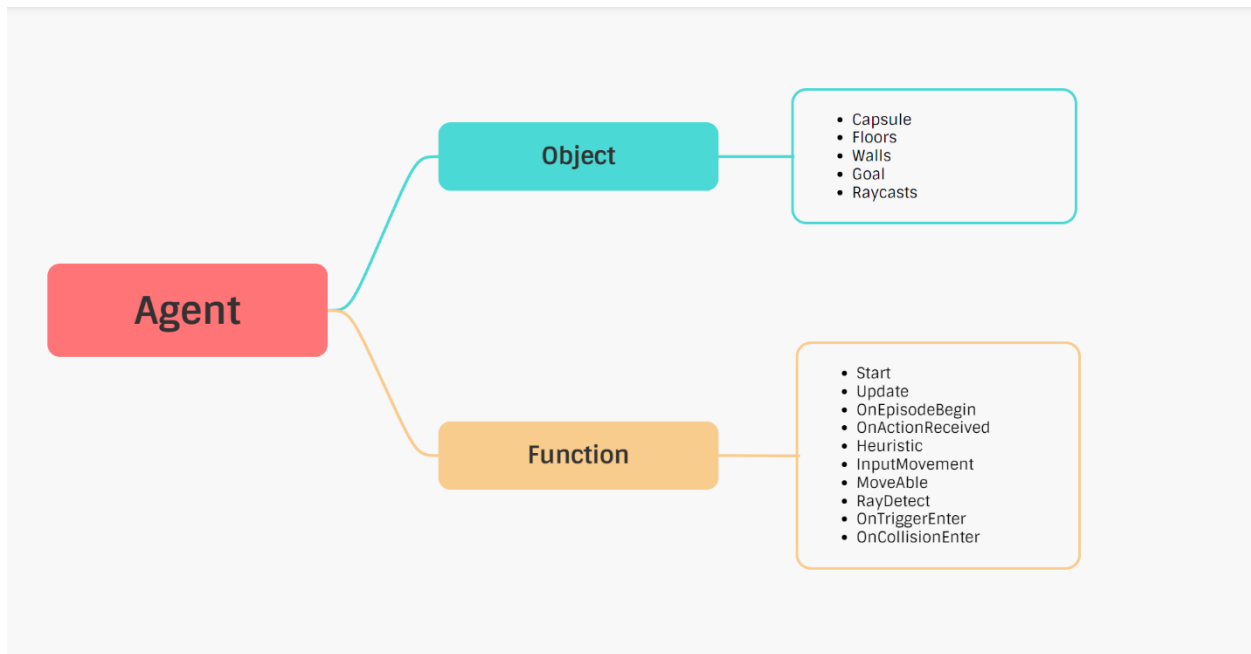 Agent
Object
• Capsule
• Floors
• Walls
• Goal
• Raycasts
Function
• Start
• Update
• OnEpisodeBegin
• OnActionReceived
• Heuristic
• InputMovement
• MoveAble
• RayDetect
• OnTriggerEnter
• OnCollisionEnter